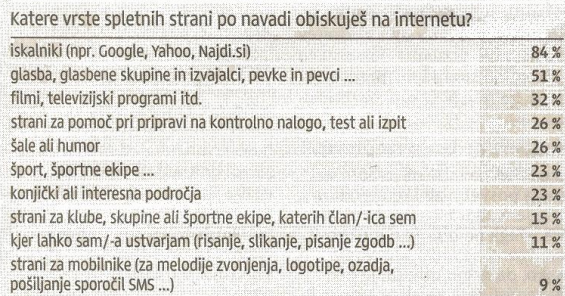 Katere vrste spletnih strani po navadi obiskuješ na internetu?
iskalniki (npr. Google, Yahoo, Najdi.si) 84 %
glasba, glasbene skupine in izvajalci, pevke in pevci ... 51 %
filmi, televizijski programi itd. 32 %
strani za pomoč pri pripravi na kontrolno nalogo, test ali izpit 26 %
šale ali humor 26 %
šport, športne ekipe ... 23 %
konjički ali interesna področja 23 %
strani za klube, skupine ali športne ekipe, katerih član/-ica sem 15 %
kjer lahko sam/-a ustvarjam (risanje, slikanje, pisanje zgodb ...) 11 %
strani za mobilnike (za melodije zvonjenja, logotipe, ozadja,
pošiljanje sporočil SMS ...) 9 %